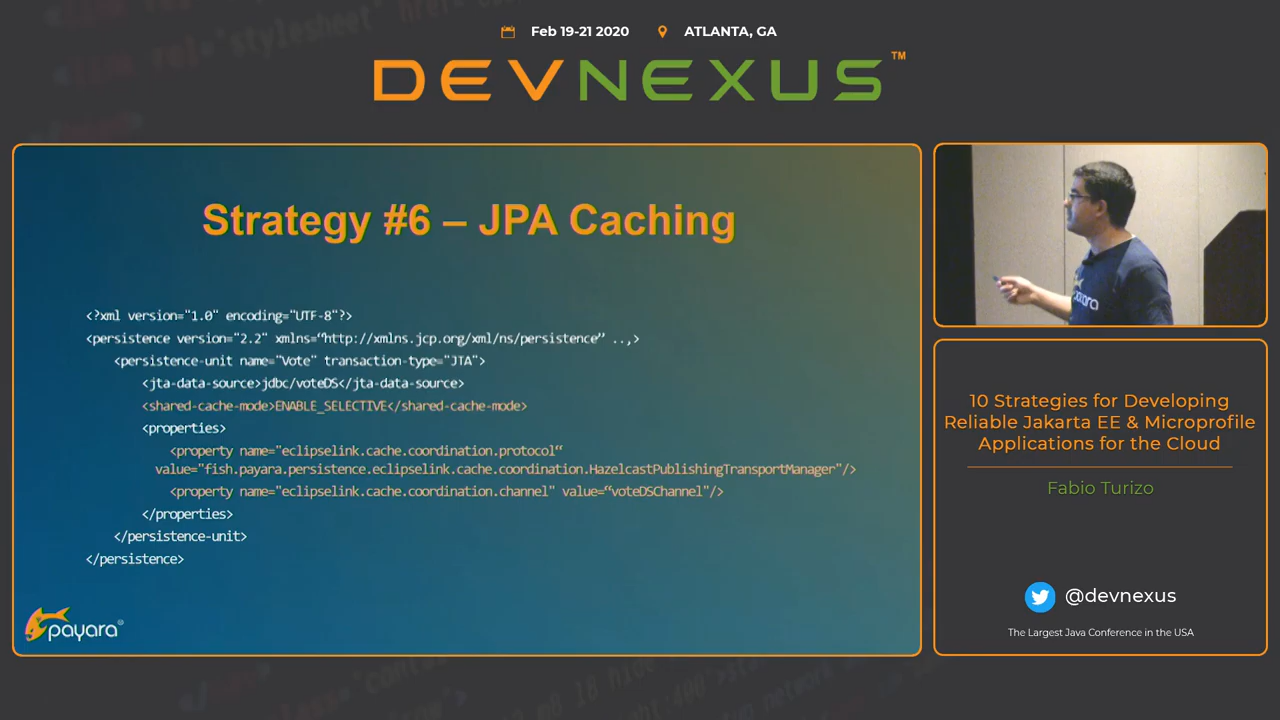 Feb 19-21 2020 ATLANTA, GA
DEVNEXUS™
Strategy #6 – JPA Caching
<?xml version="1.0" encoding="UTF-8"?>
<persistence version="2.2" xmlns=“http://xmlns.jcp.org/xml/ns/persistence” ..,>
<persistence-unit name="Vote" transaction-type="JTA">
<jta-data-source>jdbc/voteDS</jta-data-source>
<shared-cache-mode>ENABLE_SELECTIVE</shared-cache-mode>
<properties>
<property name="eclipselink.cache.coordination.protocol“
value="fish.payara.persistence.eclipselink.cache.coordination.HazelcastPublishingTransportManager"/>
<property name="eclipselink.cache.coordination.channel" value=“voteDSChannel"/>
</properties>
</persistence-unit>
</persistence>
payara®
10 Strategies for Developing
Reliable Jakarta EE & Microprofile
Applications for the Cloud
Fabio Turizo
@devnexus
The Largest Java Conference in the USA